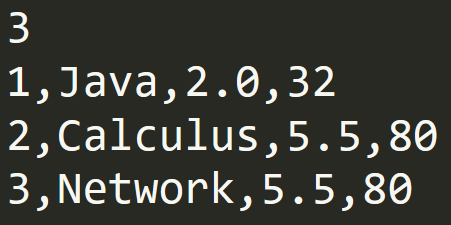 3
1,Java,2.0,32
2,Calculus,5.5,80
3,Network,5.5,80